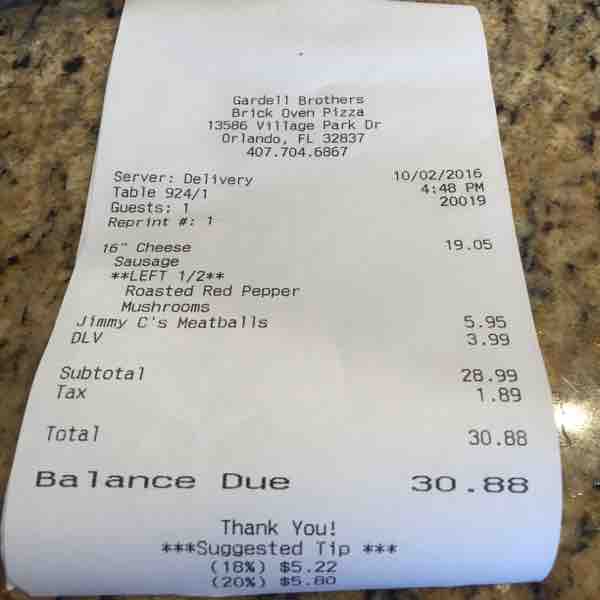 Gardell Brothers
Brick Oven Pizza
13586 Village Park Dr
Orlando, FL 32837
407.704.6867
Server: Delivery 10/02/2016
Table 924/1 4:48 PM
Guests: 1 20019
Reprint #: 1
16" Cheese 19.05
Sausage
**LEFT 1/2**
Roasted Red Pepper
Mushrooms
Jimmy C's Meatballs 5.95
DLV 3.99
Subtotal 28.99
Tax 1.89
Total 30.88
Balance Due 30.88
Thank You!
***Suggested Tip ***
(18%) $5.22
(20%) $5.80